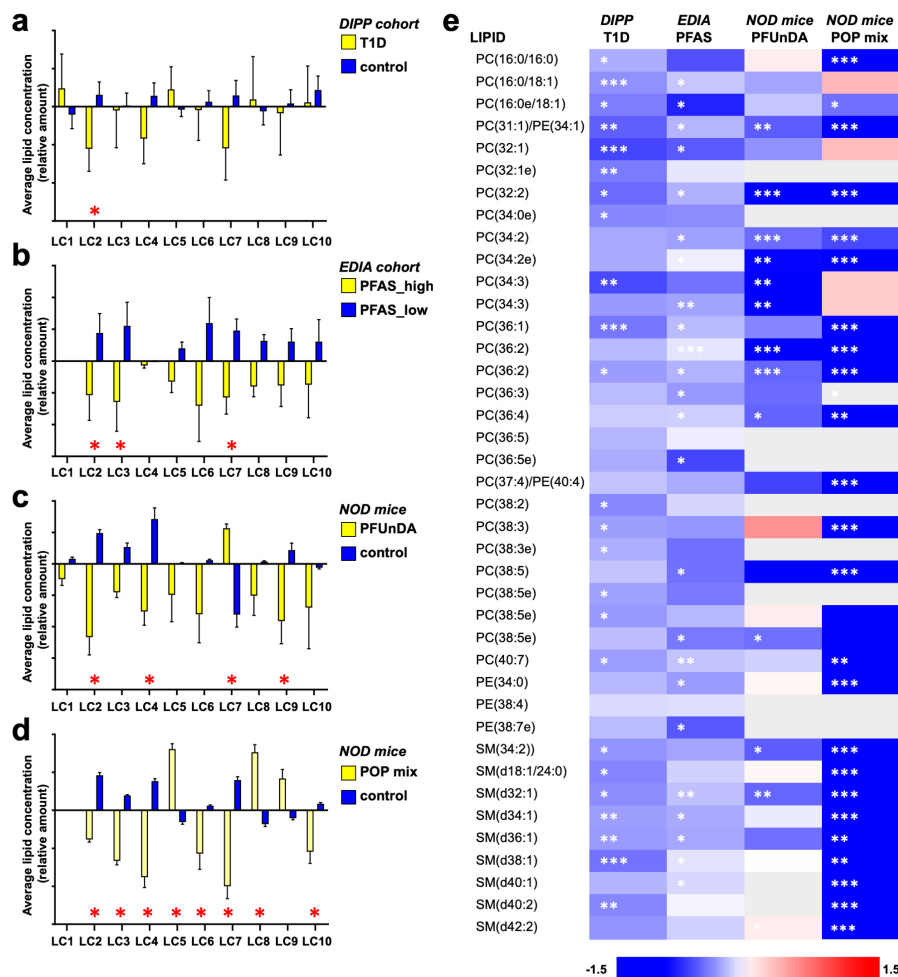 a
DIPP cohort
T1D
control
Average lipid concentration
(relative amount)
*
LC1 LC2 LC3 LC4 LC5 LC6 LC7 LC8 LC9 LC10
b
EDIA cohort
PFAS_high
PFAS_low
Average lipid concentration
(relative amount)
* * *
LC1 LC2 LC3 LC4 LC5 LC6 LC7 LC8 LC9 LC10
c
NOD mice
PFUnDA
control
Average lipid concentration
(relative amount)
* * * *
LC1 LC2 LC3 LC4 LC5 LC6 LC7 LC8 LC9 LC10
d
NOD mice
POP mix
control
Average lipid concentration
(relative amount)
* * * * * * * *
LC1 LC2 LC3 LC4 LC5 LC6 LC7 LC8 LC9 LC10
e
DIPP EDIA NOD mice NOD mice
LIPID T1D PFAS PFUnDA POP mix
PC(16:0/16:0) * ***
PC(16:0/18:1) *** *
PC(16:0e/18:1) * * *
PC(31:1)/PE(34:1) ** * ** ***
PC(32:1) *** *
PC(32:1e) **
PC(32:2) * * *** ***
PC(34:0e) *
PC(34:2) * *** ***
PC(34:2e) * ** ***
PC(34:3) ** **
PC(34:3) ** **
PC(36:1) *** * ***
PC(36:2) *** *** ***
PC(36:2) * * *** ***
PC(36:3) * *
PC(36:4) * * **
PC(36:5)
PC(36:5e) *
PC(37:4)/PE(40:4) ***
PC(38:2) *
PC(38:3) * ***
PC(38:3e) *
PC(38:5) * ***
PC(38:5e) *
PC(38:5e) *
PC(38:5e) * *
PC(40:7) * ** **
PE(34:0) * ***
PE(38:4)
PE(38:7e) *
SM(34:2)) * * ***
SM(d18:1/24:0) * ***
SM(d32:1) * ** ** ***
SM(d34:1) ** * ***
SM(d36:1) ** * **
SM(d38:1) *** * **
SM(d40:1) * ***
SM(d40:2) ** ***
SM(d42:2) * ***
-1.5 1.5